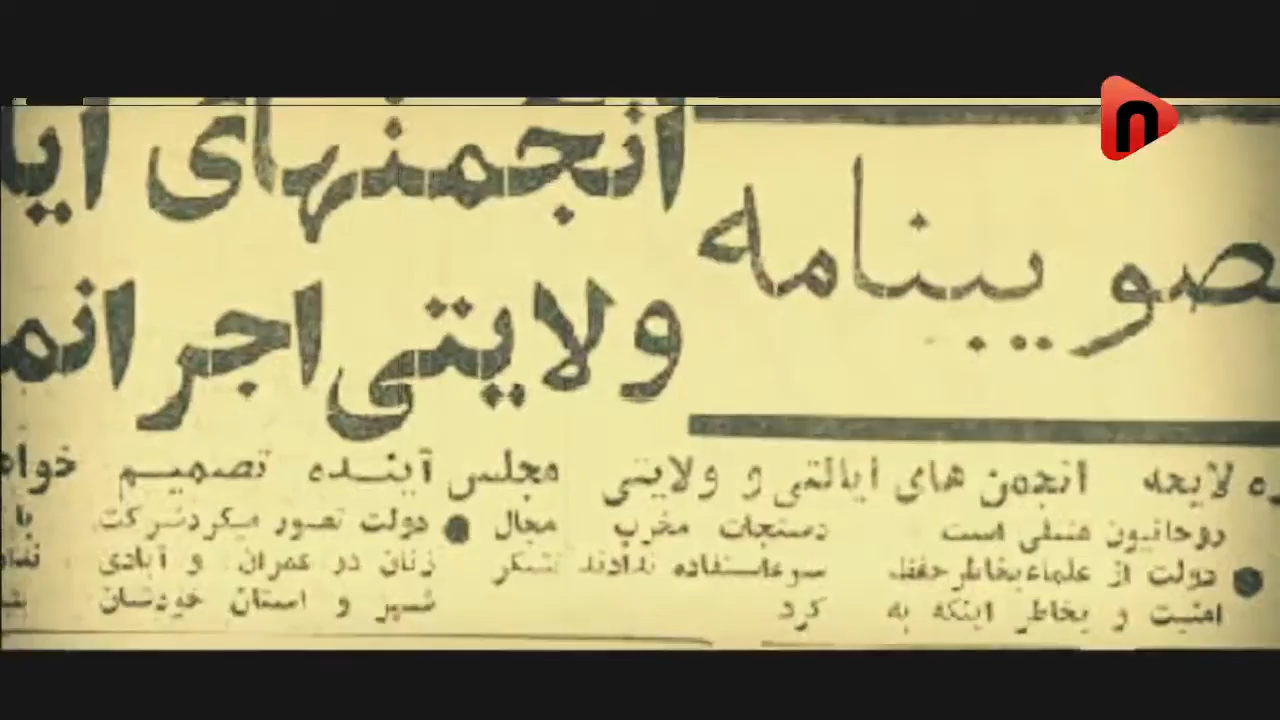 صویبنامه
انجمنهای ایا
ولایتی اجرانم
ه لایحه انجمن های ایالتی و ولایتی مجلس آینده تصمیم خواه
روحانیون منتفی است
● دولت از علماء بخاطر حفظ
امنیت و بخاطر اینکه به
دستجات مخرب مجال
سوءاستفاده ندادند تشکر
کرد
● دولت تصور میکرد شرکت
زنان در عمران و آبادی
شهر و استان خودشان
با
n